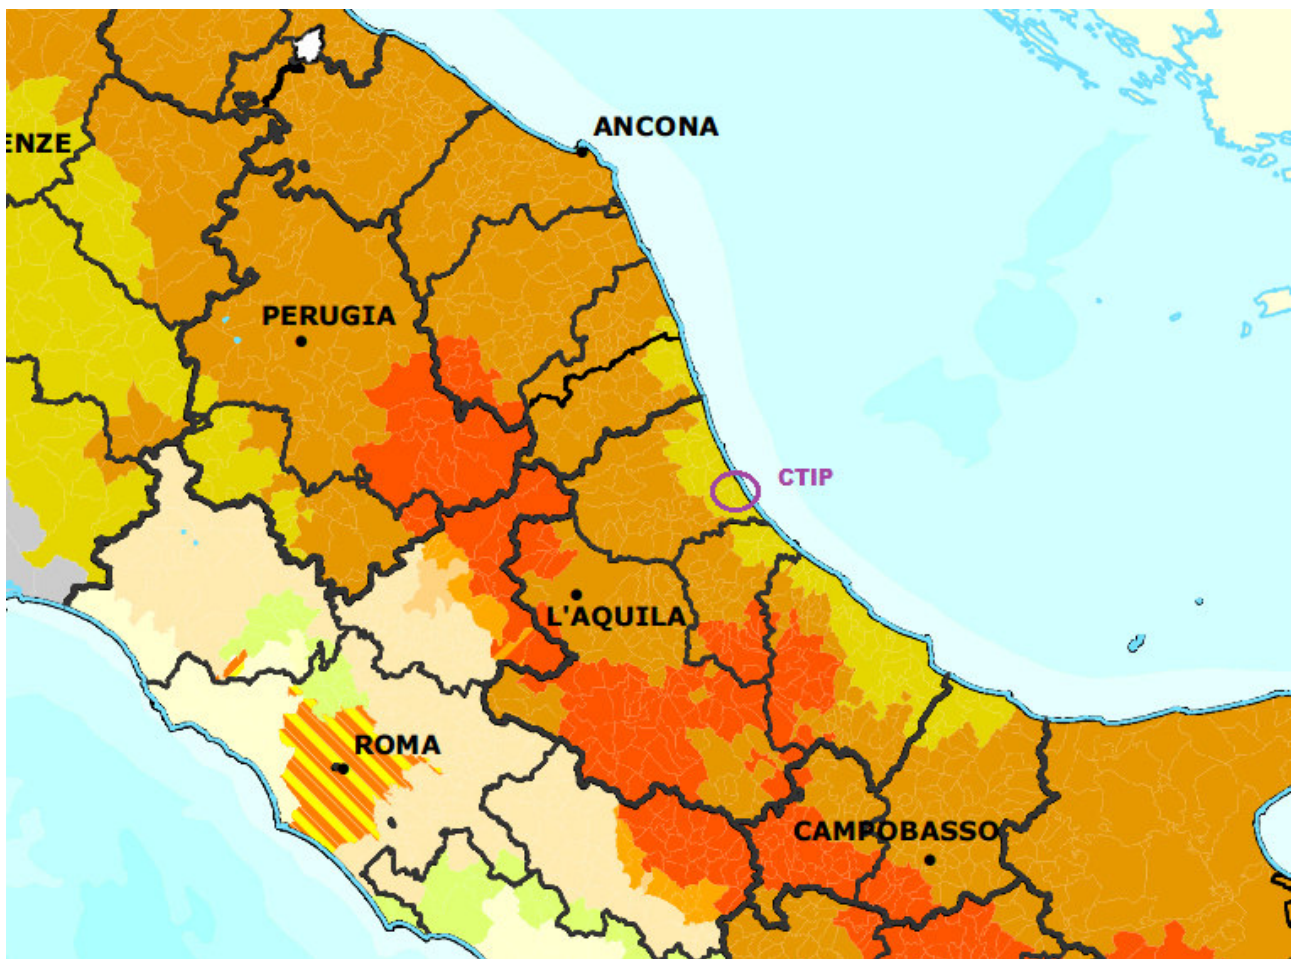 ANCONA
ENZE
PERUGIA
CTIP
L'AQUILA
ROMA
CAMPOBASSO